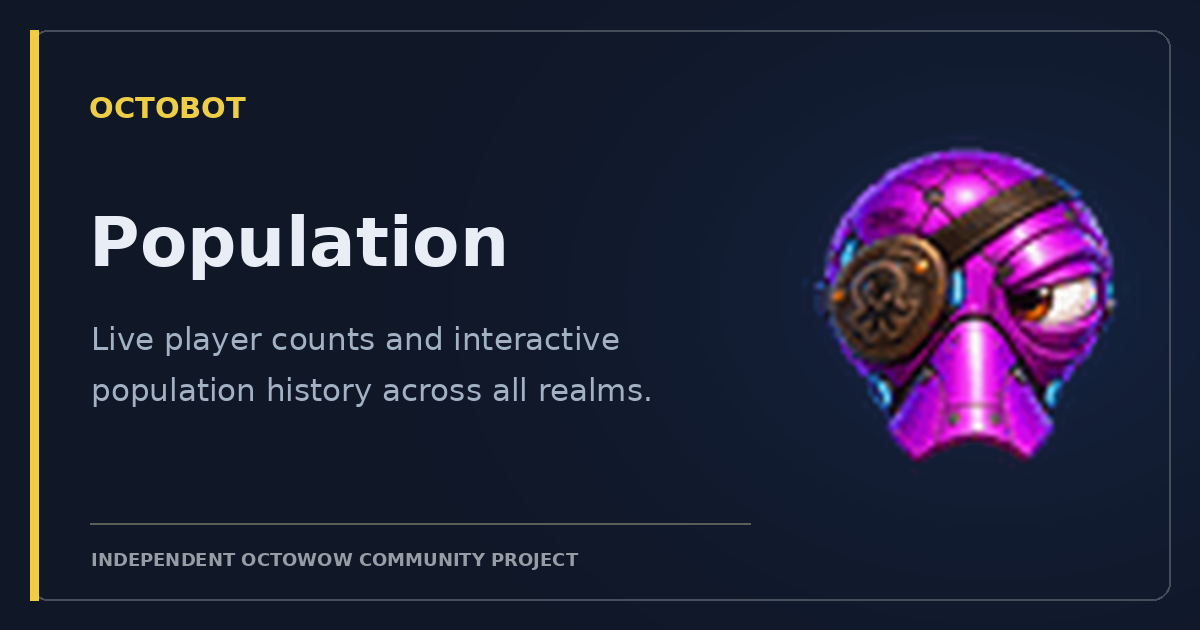 OCTOBOT
Population
Live player counts and interactive
population history across all realms.
INDEPENDENT OCTOWOW COMMUNITY PROJECT